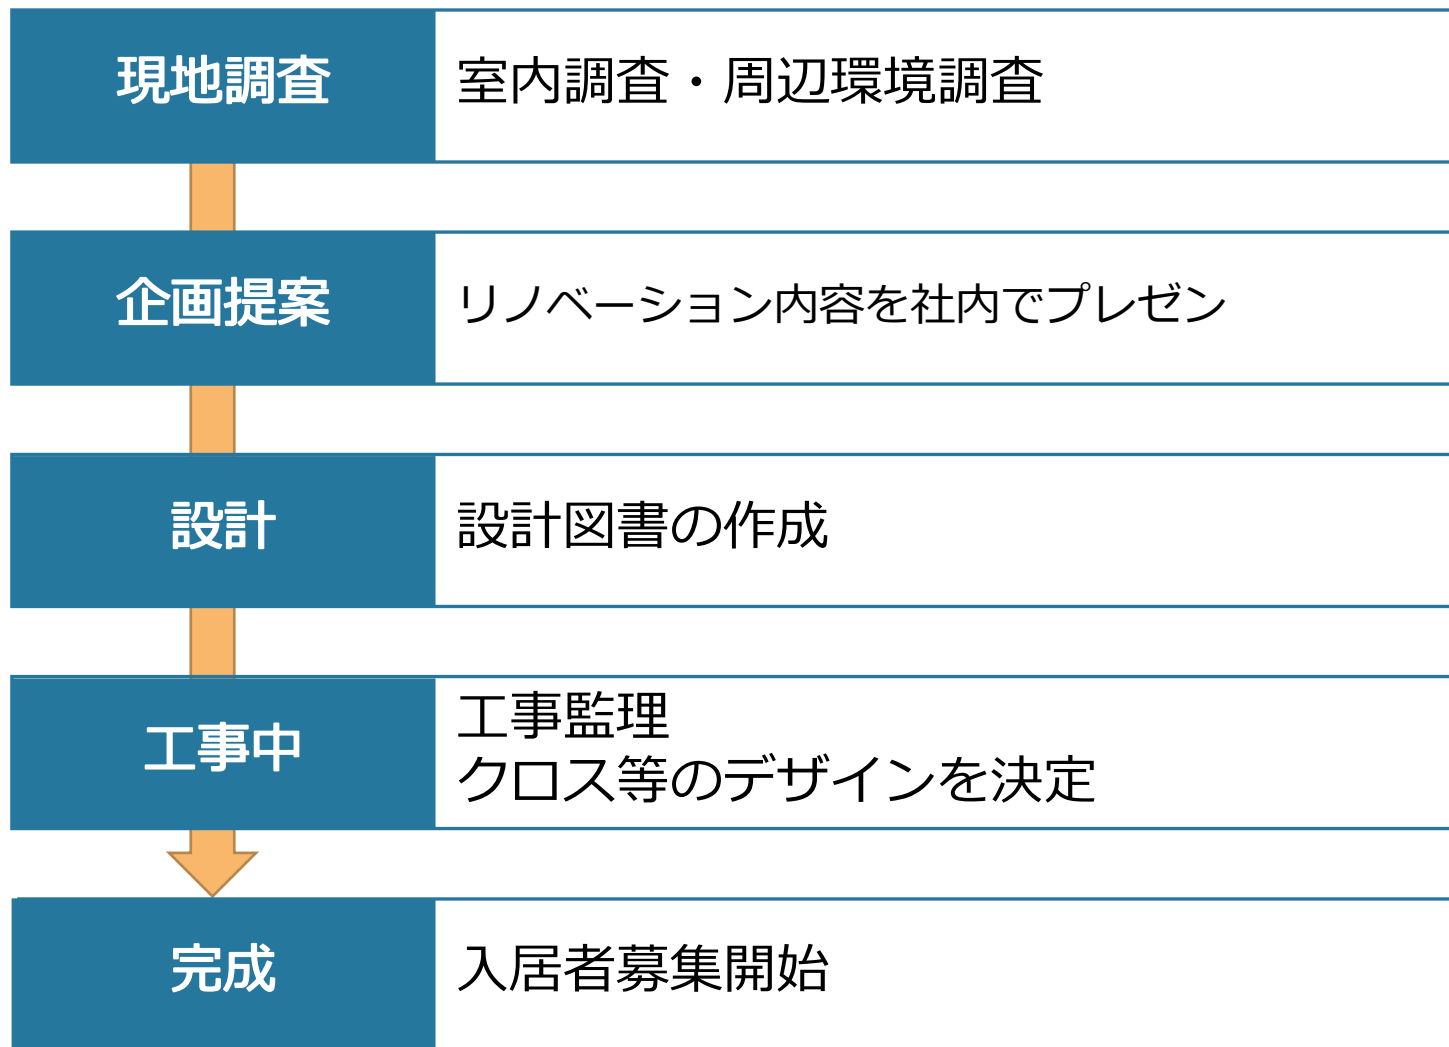 現地調査
室内調査・周辺環境調査
企画提案
リノベーション内容を社内でプレゼン
設計
設計図書の作成
工事中
工事監理
クロス等のデザインを決定
完成
入居者募集開始